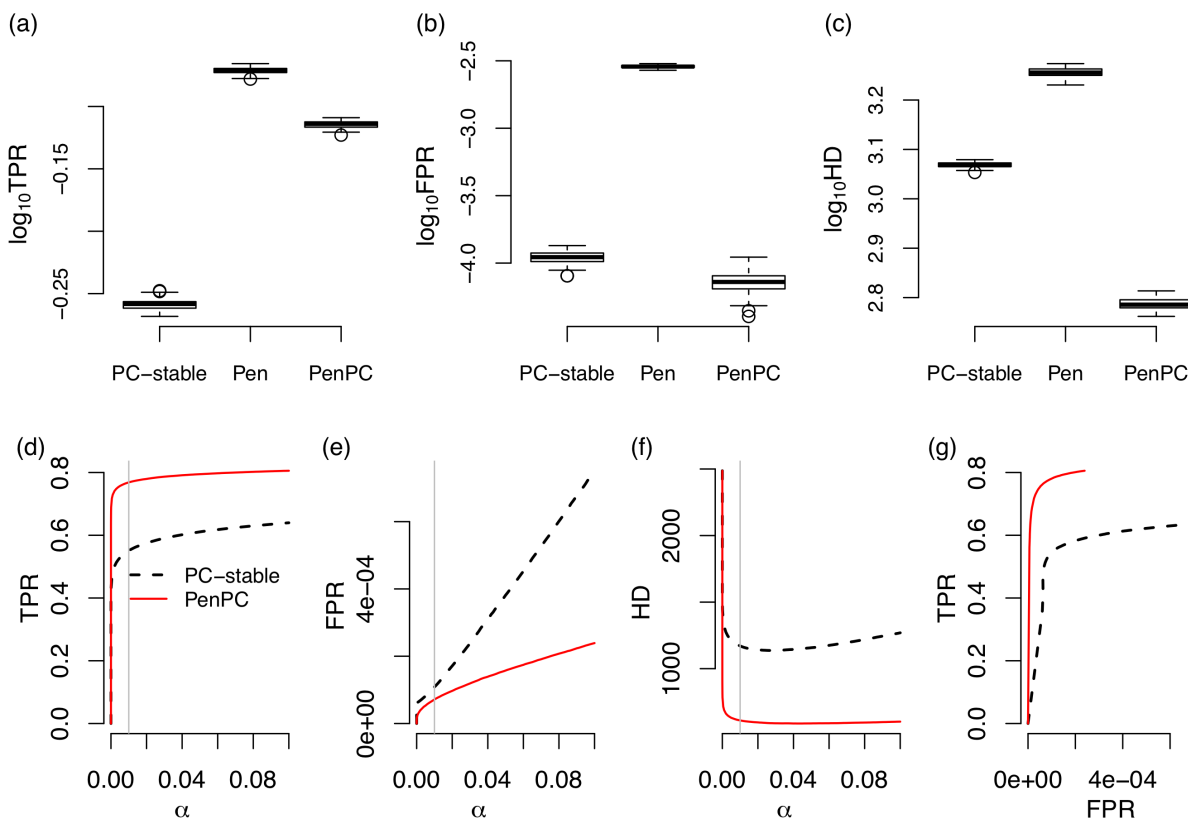 (a)
log10TPR
−0.15
−0.25
PC−stable Pen PenPC
(b)
log10FPR
−2.5
−3.0
−3.5
−4.0
PC−stable Pen PenPC
(c)
log10HD
3.2
3.1
3.0
2.9
2.8
PC−stable Pen PenPC
(d)
TPR
0.8
0.6
0.4
0.2
0.0
PC−stable
PenPC
0.00 0.04 0.08
α
(e)
FPR
4e−04
0e+00
0.00 0.04 0.08
α
(f)
HD
2000
1000
0.00 0.04 0.08
α
(g)
TPR
0.8
0.6
0.4
0.2
0.0
0e+00 4e−04
FPR